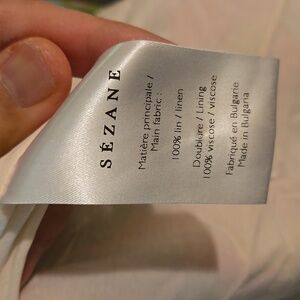 SÉZANE
Matière principale /
Main fabric :
100% lin / linen
Doublure / Lining
100% viscose / viscose
Fabriqué en Bulgarie
Made in Bulgaria